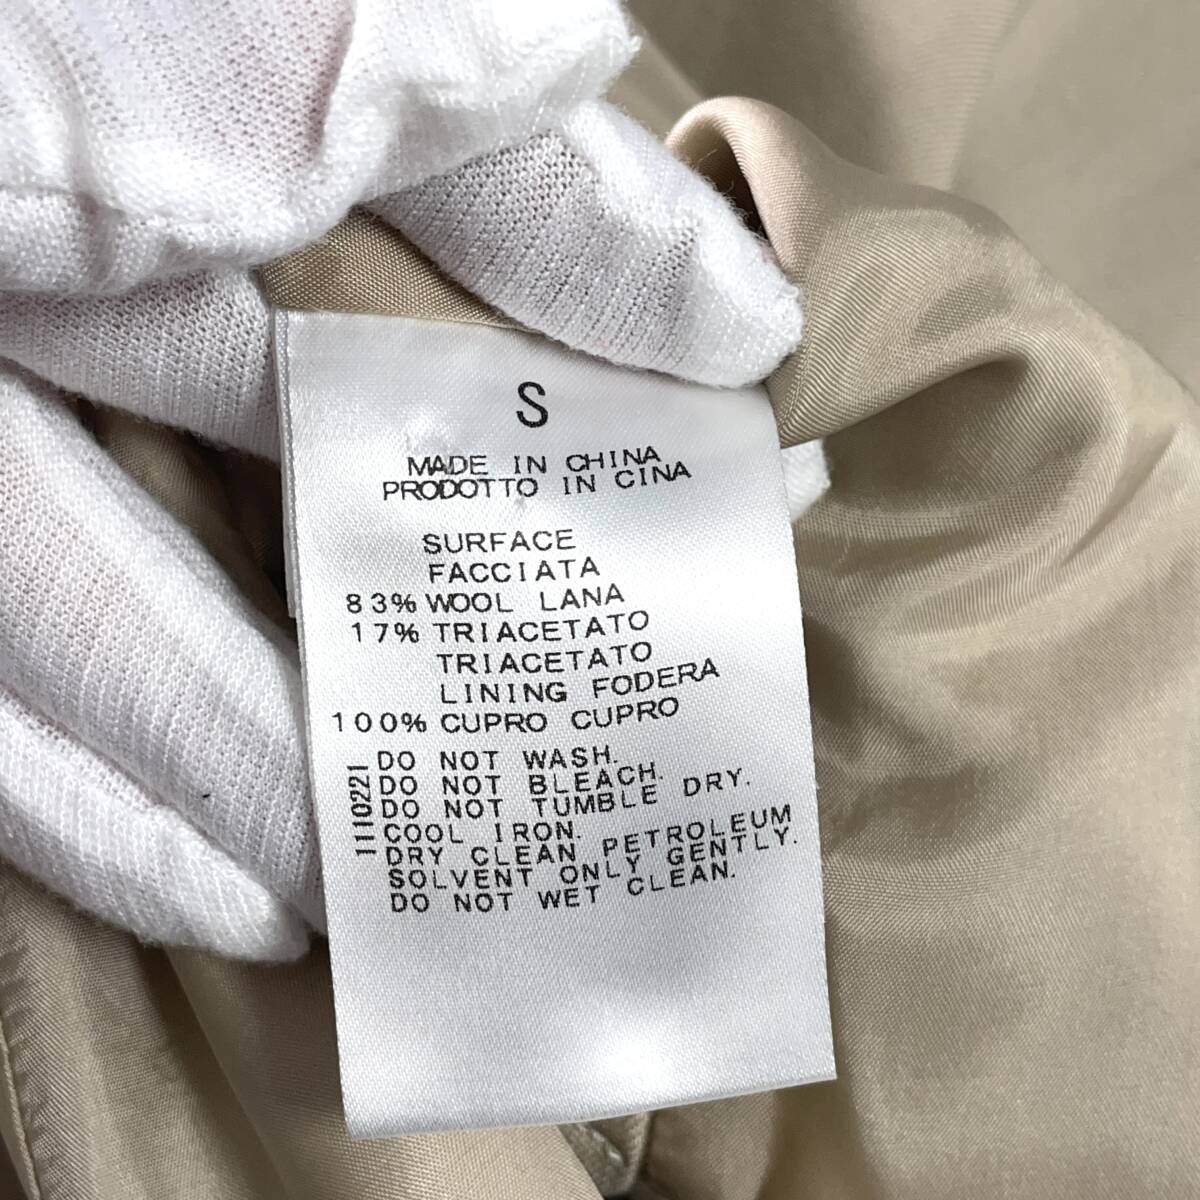 S
MADE IN CHINA
PRODOTTO IN CINA
SURFACE
FACCIATA
83% WOOL LANA
17% TRIACETATO
TRIACETATO
LINING FODERA
100% CUPRO CUPRO
DO NOT WASH.
DO NOT BLEACH.
DO NOT TUMBLE DRY.
COOL IRON.
DRY CLEAN PETROLEUM
SOLVENT ONLY GENTLY.
DO NOT WET CLEAN.
1110221